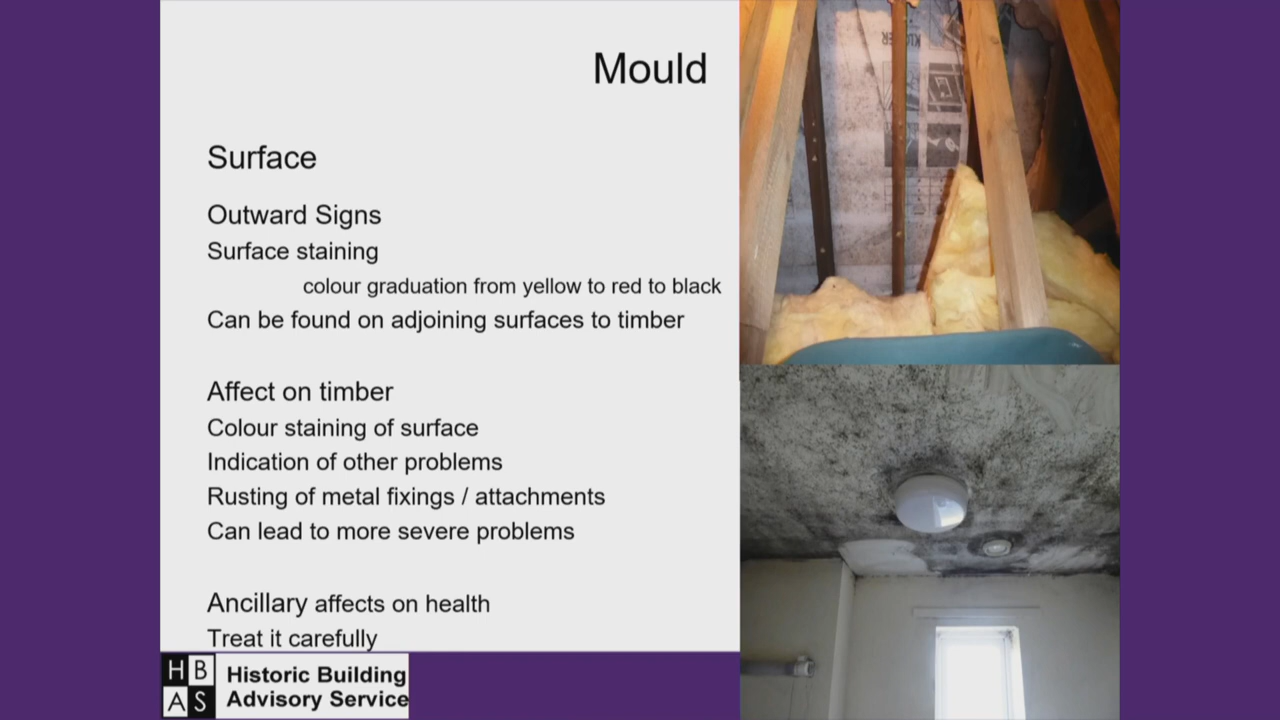 Mould
Surface
Outward Signs
Surface staining
colour graduation from yellow to red to black
Can be found on adjoining surfaces to timber
Affect on timber
Colour staining of surface
Indication of other problems
Rusting of metal fixings / attachments
Can lead to more severe problems
Ancillary affects on health
Treat it carefully
H B
A S
Historic Building
Advisory Service